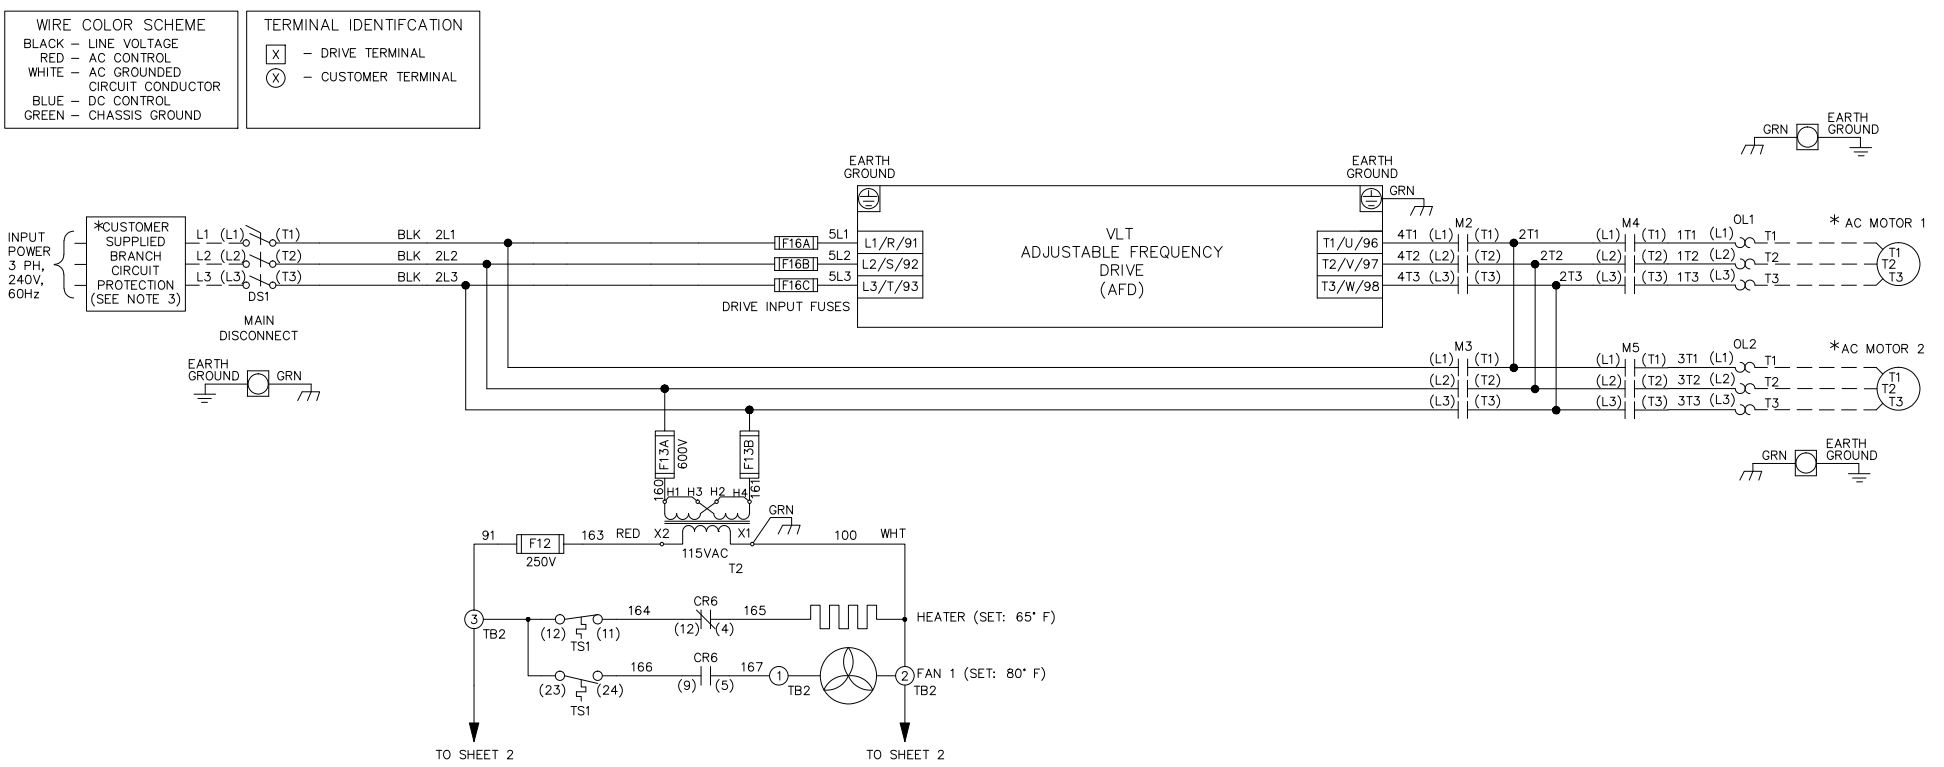 WIRE COLOR SCHEME
BLACK – LINE VOLTAGE
RED – AC CONTROL
WHITE – AC GROUNDED
CIRCUIT CONDUCTOR
BLUE – DC CONTROL
GREEN – CHASSIS GROUND
TERMINAL IDENTIFCATION
X – DRIVE TERMINAL
X – CUSTOMER TERMINAL
INPUT
POWER
3 PH,
240V,
60Hz
*CUSTOMER
SUPPLIED
BRANCH
CIRCUIT
PROTECTION
(SEE NOTE 3)
L1 (L1) (T1) BLK 2L1 F16A 5L1 L1/R/91
L2 (L2) (T2) BLK 2L2 F16B 5L2 L2/S/92
L3 (L3) (T3) BLK 2L3 F16C 5L3 L3/T/93
DS1
MAIN
DISCONNECT
DRIVE INPUT FUSES
EARTH
GROUND
GRN
EARTH
GROUND
VLT
ADJUSTABLE FREQUENCY
DRIVE
(AFD)
EARTH
GROUND
GRN
T1/U/96 4T1 (L1) M2 (T1) 2T1 (L1) M4 (T1) 1T1 (L1) OL1 T1
T2/V/97 4T2 (L2) (T2) 2T2 (L2) (T2) 1T2 (L2) T2
T3/W/98 4T3 (L3) (T3) 2T3 (L3) (T3) 1T3 (L3) T3
* AC MOTOR 1
T1
T2
T3
GRN
EARTH
GROUND
(L1) M3 (T1) (L1) M5 (T1) 3T1 (L1) OL2 T1
(L2) (T2) (L2) (T2) 3T2 (L2) T2
(L3) (T3) (L3) (T3) 3T3 (L3) T3
*AC MOTOR 2
T1
T2
T3
GRN
EARTH
GROUND
F13A
600V
F13B
160
H1 H3 H2 H4
161
GRN
91 F12 163 RED X2 X1 100 WHT
250V
115VAC
T2
3
TB2
(12) (11)
TS1
164
CR6
(12) (4)
165
HEATER (SET: 65° F)
(23) (24)
TS1
166
CR6
(9) (5)
167
1
TB2
2
TB2
FAN 1 (SET: 80° F)
TO SHEET 2
TO SHEET 2